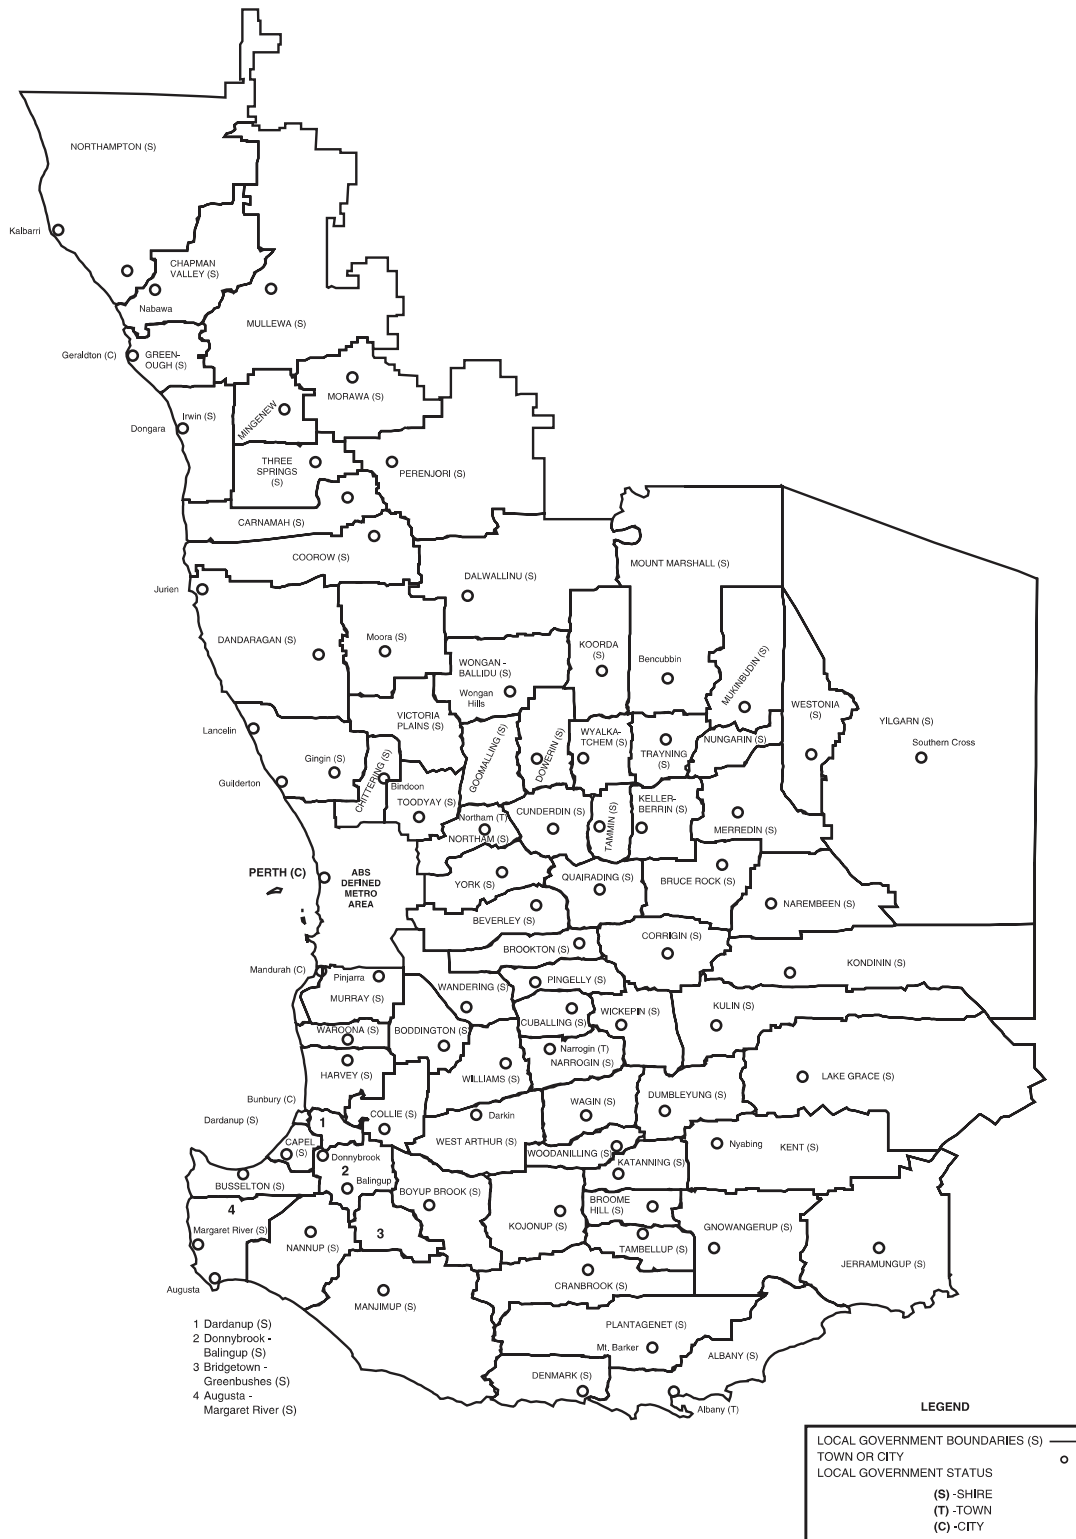 NORTHAMPTON (S)
Kalbarri
CHAPMAN
VALLEY (S)
Nabawa
MULLEWA (S)
Geraldton (C)
GREEN-
OUGH (S)
MORAWA (S)
MINGENEW
Irwin (S)
Dongara
THREE
SPRINGS
(S)
PERENJORI (S)
CARNAMAH (S)
COOROW (S)
MOUNT MARSHALL (S)
DALWALLINU (S)
Jurien
DANDARAGAN (S)
Moora (S)
KOORDA
(S)
Bencubbin
MUKINBUDIN (S)
WONGAN -
BALLIDU (S)
Wongan
Hills
WESTONIA
(S)
YILGARN (S)
Southern Cross
VICTORIA
PLAINS (S)
Lancelin
GOOMALLING (S)
DOWERIN (S)
WYALKA-
TCHEM (S)
TRAYNING
(S)
NUNGARIN (S)
Gingin (S)
CHITTERING (S)
Guilderton
Bindoon
TOODYAY (S)
Northam (T)
NORTHAM (S)
CUNDERDIN (S)
TAMMIN (S)
KELLER-
BERRIN (S)
MERREDIN (S)
PERTH (C)
ABS
DEFINED
METRO
AREA
YORK (S)
QUAIRADING (S)
BRUCE ROCK (S)
NAREMBEEN (S)
BEVERLEY (S)
BROOKTON (S)
CORRIGIN (S)
KONDININ (S)
Mandurah (C)
Pinjarra
MURRAY (S)
WANDERING (S)
PINGELLY (S)
CUBALLING (S)
WICKEPIN (S)
KULIN (S)
WAROONA (S)
BODDINGTON (S)
Narrogin (T)
NARROGIN (S)
HARVEY (S)
WILLIAMS (S)
LAKE GRACE (S)
DUMBLEYUNG (S)
Bunbury (C)
Dardanup (S)
1
COLLIE (S)
Darkin
WAGIN (S)
WEST ARTHUR (S)
CAPEL
(S)
Donnybrook
2
Balingup
WOODANILLING (S)
KATANNING (S)
Nyabing
KENT (S)
BUSSELTON (S)
BOYUP BROOK (S)
4
BROOME
HILL (S)
KOJONUP (S)
GNOWANGERUP (S)
Margaret River (S)
NANNUP (S)
3
TAMBELLUP (S)
JERRAMUNGUP (S)
Augusta
MANJIMUP (S)
CRANBROOK (S)
PLANTAGENET (S)
Mt. Barker
ALBANY (S)
DENMARK (S)
Albany (T)
1 Dardanup (S)
2 Donnybrook -
Balingup (S)
3 Bridgetown -
Greenbushes (S)
4 Augusta -
Margaret River (S)
LEGEND
LOCAL GOVERNMENT BOUNDARIES (S)
TOWN OR CITY
LOCAL GOVERNMENT STATUS
(S) -SHIRE
(T) -TOWN
(C) -CITY